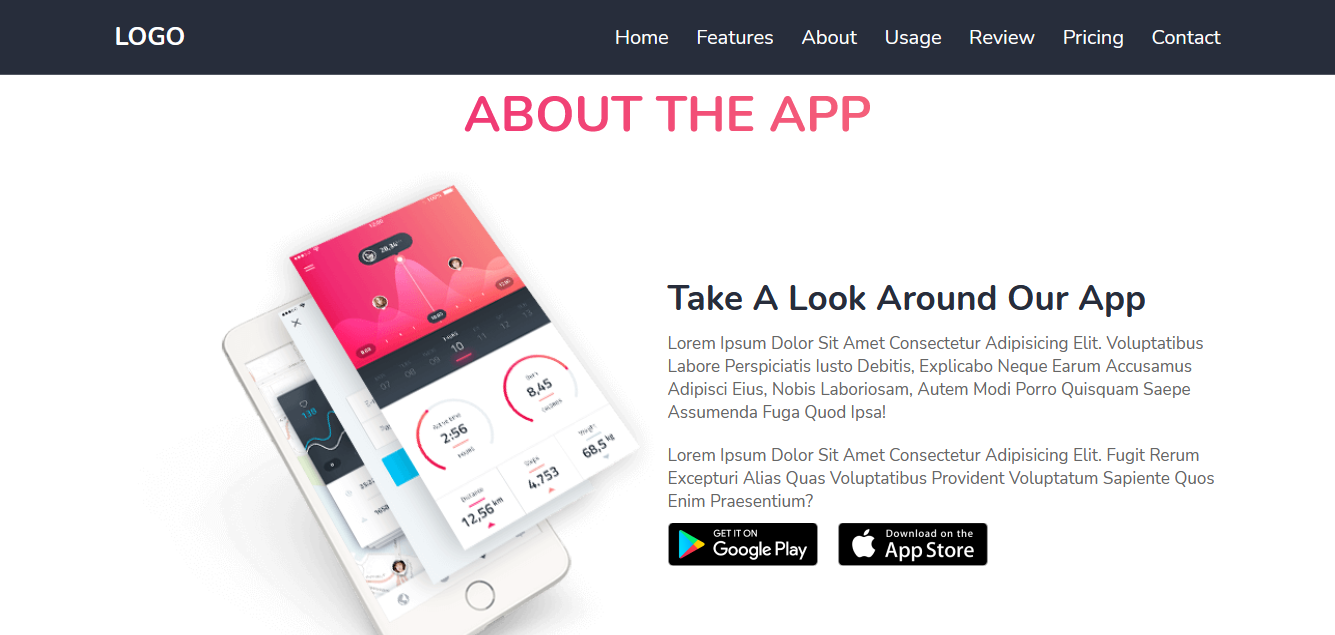 LOGO
Home Features About Usage Review Pricing Contact
ABOUT THE APP
100%
28,34
138
THURS
07 08 09 10 11 12 13
8,45
CALORIES
2:56
HOURS
Weight
68,5 kg
Steps
4.753
Distance
12,56 km
Take A Look Around Our App
Lorem Ipsum Dolor Sit Amet Consectetur Adipisicing Elit. Voluptatibus
Labore Perspiciatis Iusto Debitis, Explicabo Neque Earum Accusamus
Adipisci Eius, Nobis Laboriosam, Autem Modi Porro Quisquam Saepe
Assumenda Fuga Quod Ipsa!
Lorem Ipsum Dolor Sit Amet Consectetur Adipisicing Elit. Fugit Rerum
Excepturi Alias Quas Voluptatibus Provident Voluptatum Sapiente Quos
Enim Praesentium?
GET IT ON
Google Play
Download on the
App Store